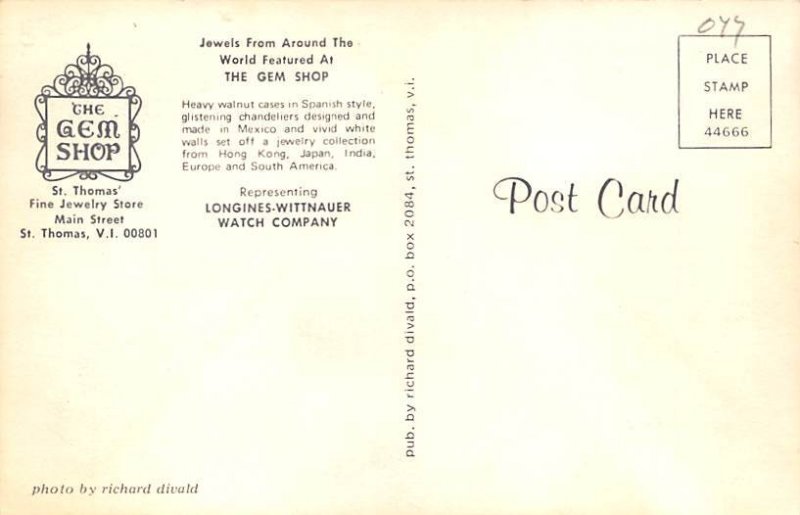 THE
GEM
SHOP
St. Thomas'
Fine Jewelry Store
Main Street
St. Thomas, V.I. 00801
Jewels From Around The
World Featured At
THE GEM SHOP
Heavy walnut cases in Spanish style,
glistening chandeliers designed and
made in Mexico and vivid white
walls set off a jewelry collection
from Hong Kong, Japan, India,
Europe and South America.
Representing
LONGINES-WITTNAUER
WATCH COMPANY
photo by richard divald
pub. by richard divald, p.o. box 2084, st. thomas, v.i.
PLACE
STAMP
HERE
44666
Post Card